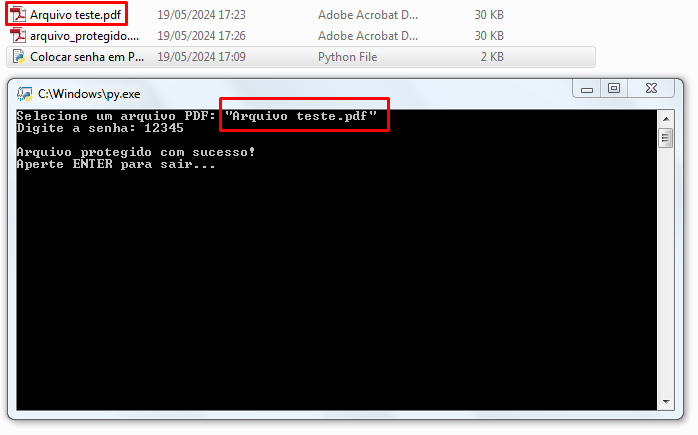 Arquivo teste.pdf 19/05/2024 17:23 Adobe Acrobat D... 30 KB
arquivo_protegido.... 19/05/2024 17:26 Adobe Acrobat D... 30 KB
Colocar senha em P... 19/05/2024 17:09 Python File 2 KB
C:\Windows\py.exe
Selecione um arquivo PDF: "Arquivo teste.pdf"
Digite a senha: 12345
Arquivo protegido com sucesso!
Aperte ENTER para sair...